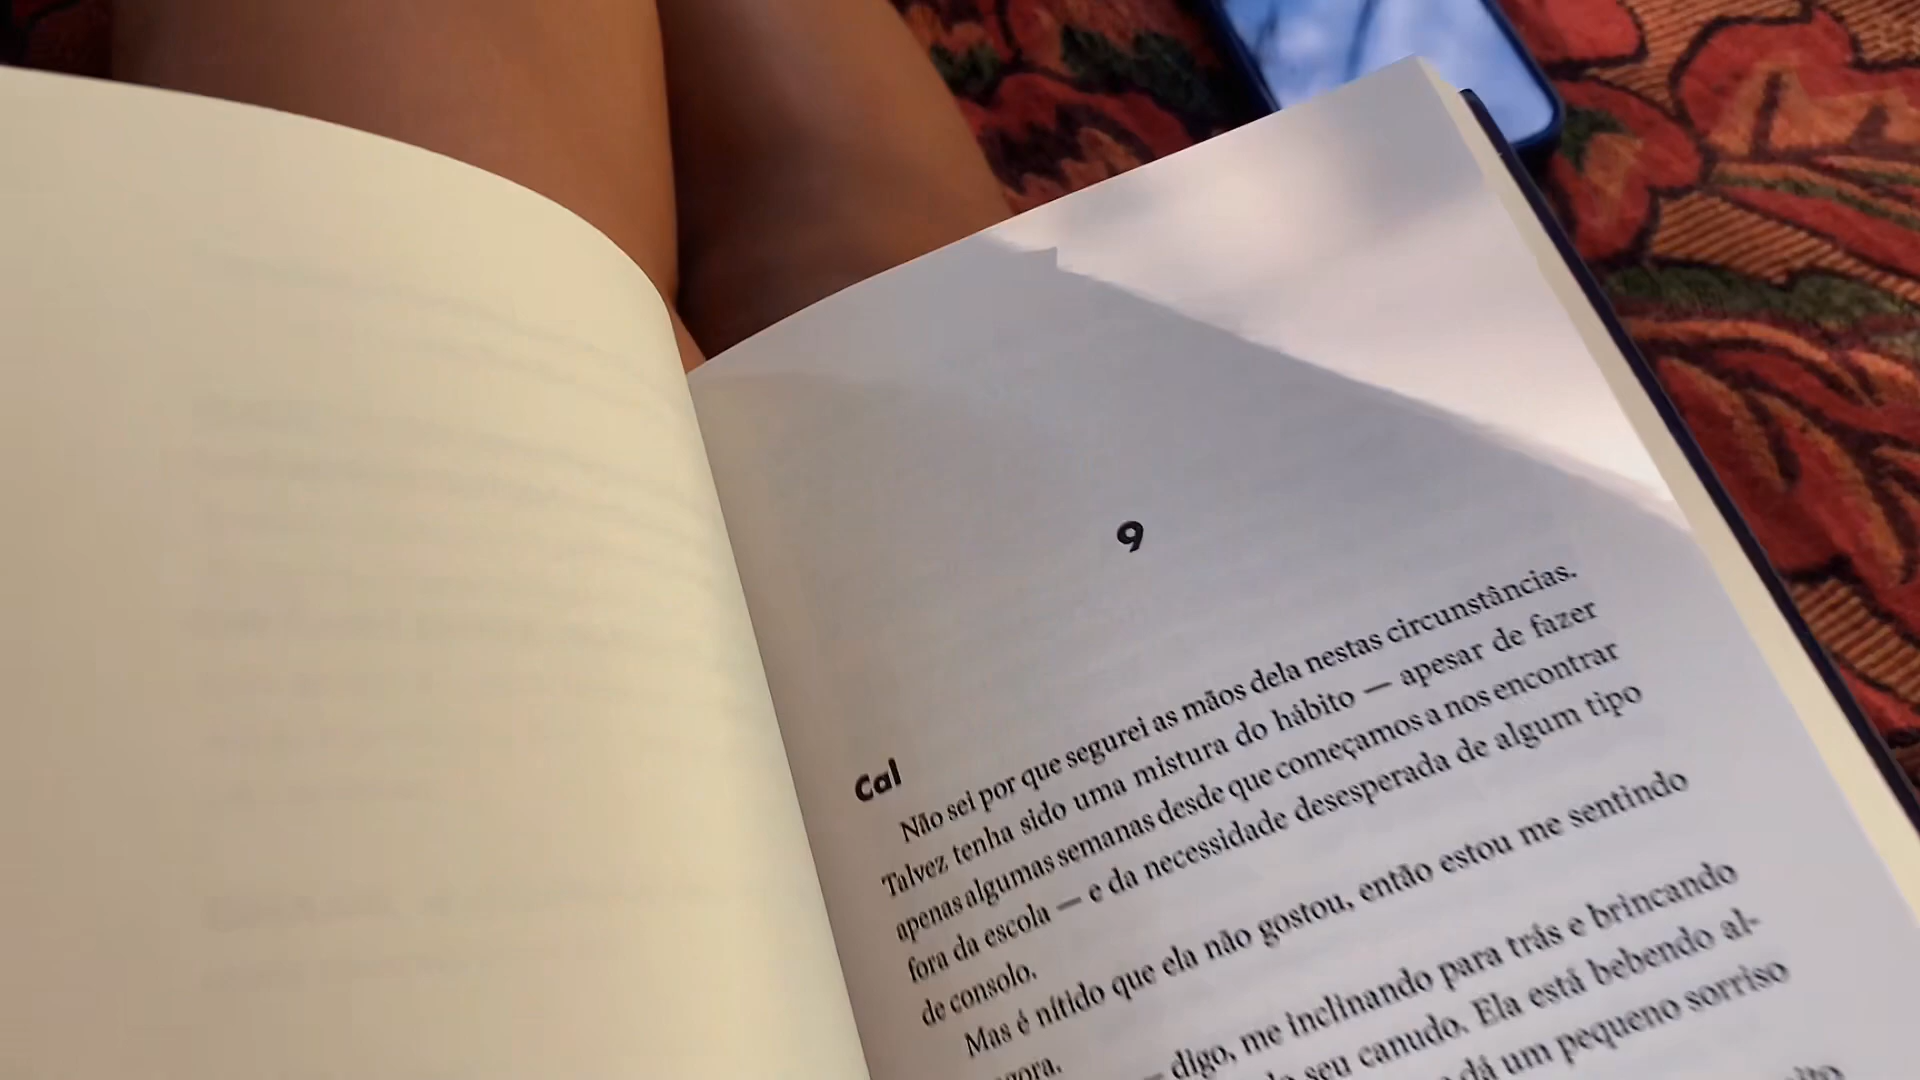 9
Cal
Não sei por que segurei as mãos dela nestas circunstâncias.
Talvez tenha sido uma mistura do hábito — apesar de fazer
apenas algumas semanas desde que começamos a nos encontrar
fora da escola — e da necessidade desesperada de algum tipo
de consolo.
Mas é nítido que ela não gostou, então estou me sentindo
— digo, me inclinando para trás e brincando
seu canudo. Ela está bebendo al-
dá um pequeno sorriso